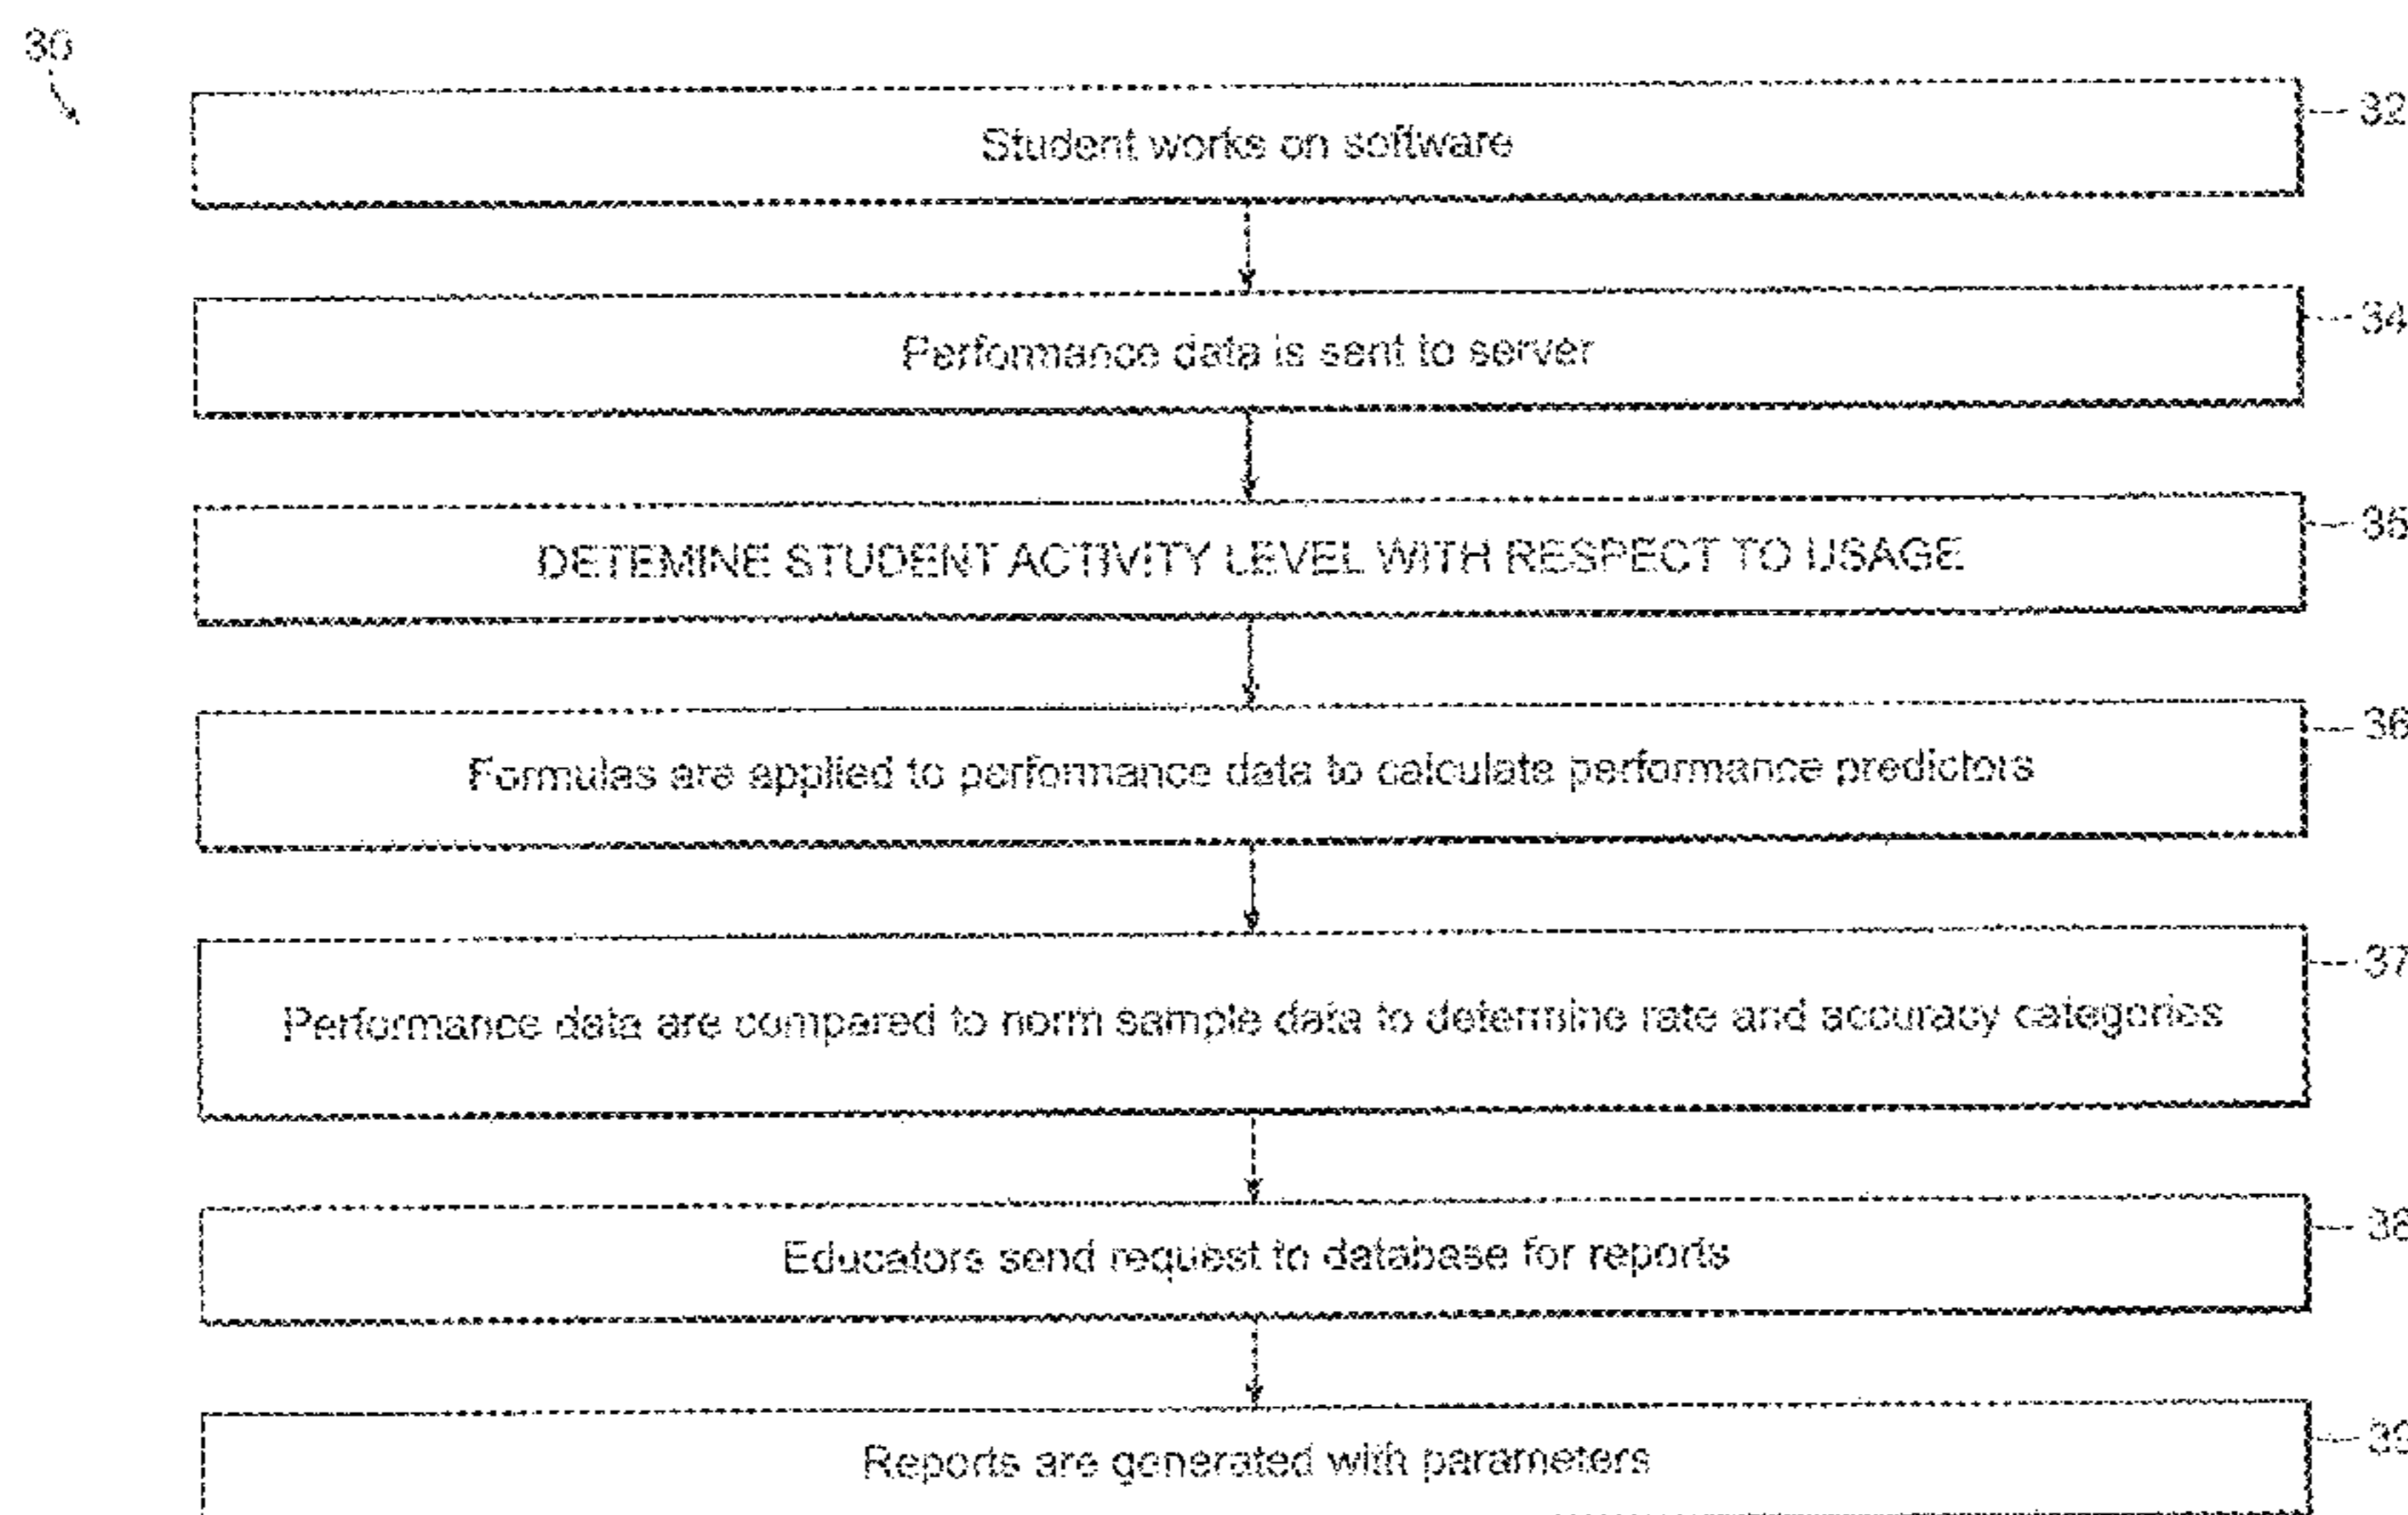 30
Student works on software
32
Performance data is sent to server
34
DETEMINE STUDENT ACTIVITY LEVEL WITH RESPECT TO USAGE
35
Formulas are applied to performance data to calculate performance predictors
36
Performance data are compared to norm sample data to determine rate and accuracy categories
37
Educators send request to database for reports
38
Reports are generated with parameters
39